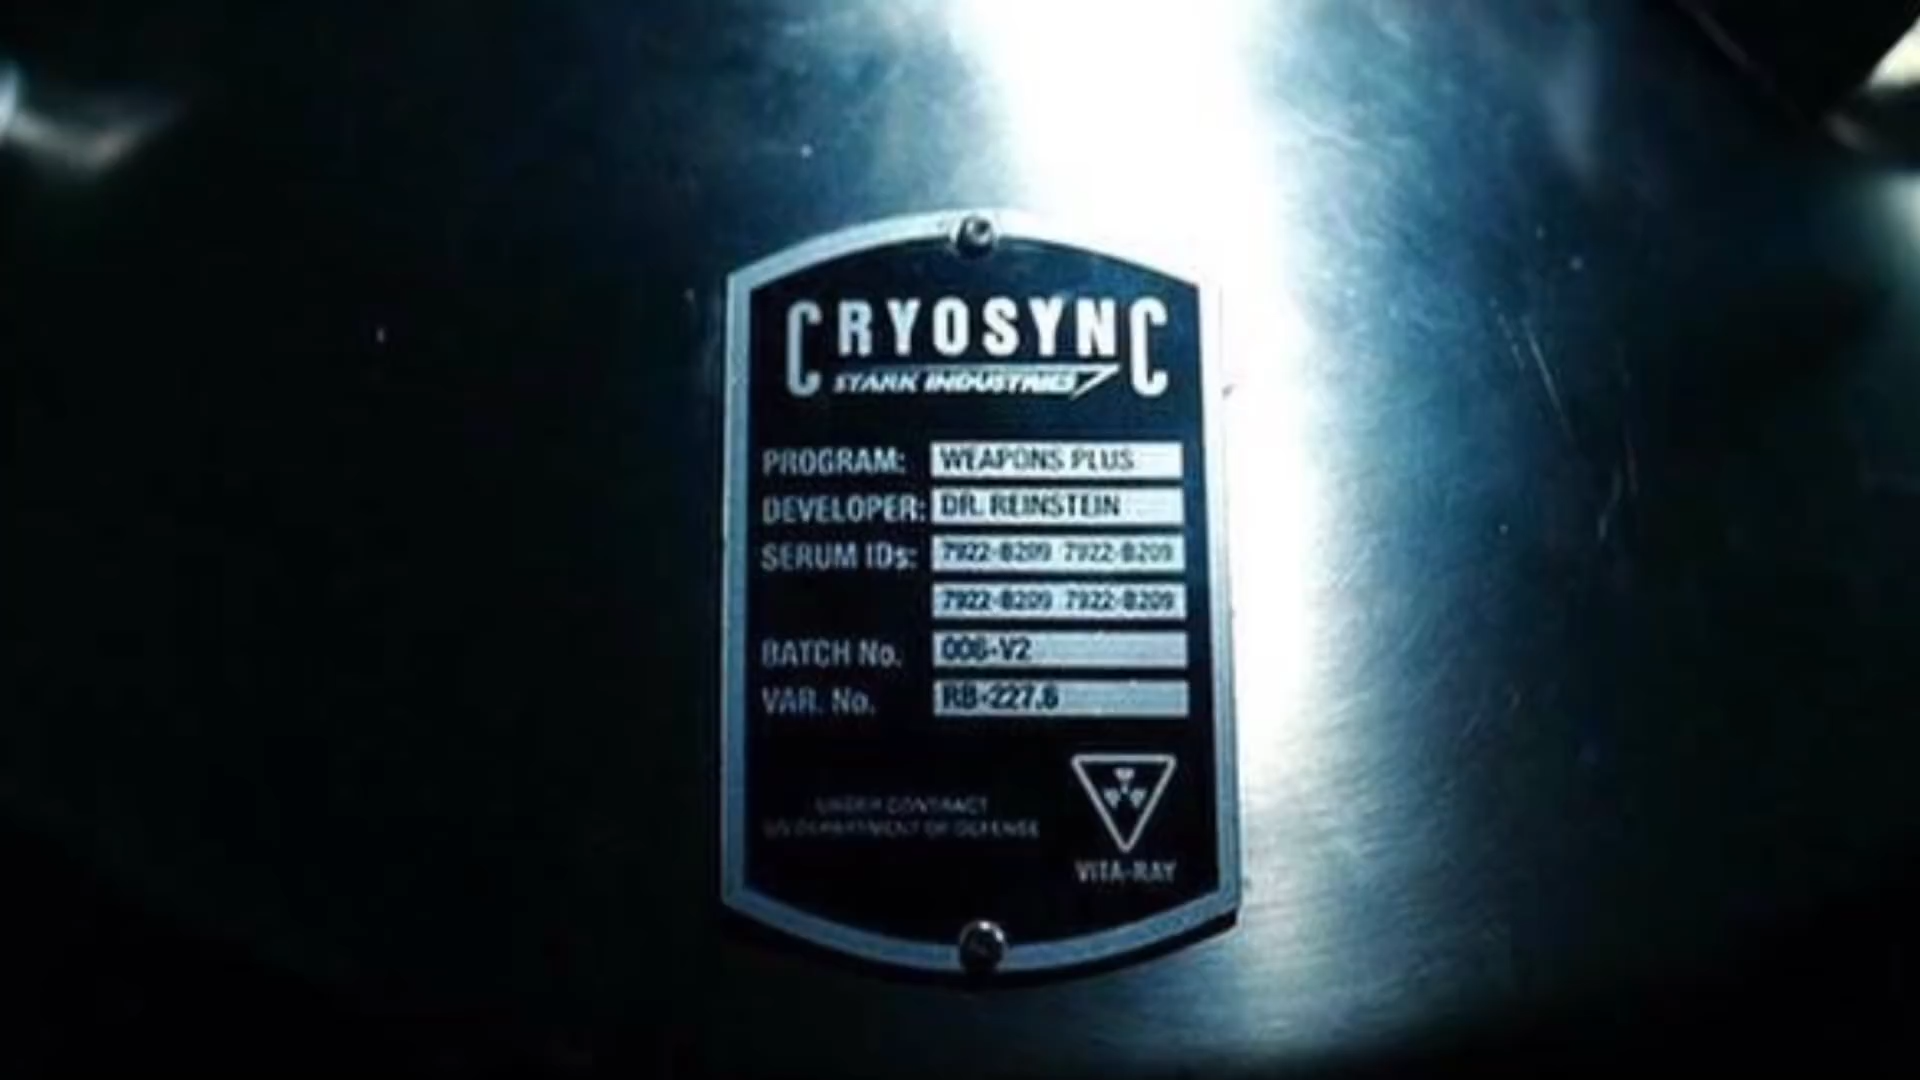 CRYOSYNC
STARK INDUSTRIES
PROGRAM: WEAPONS PLUS
DEVELOPER: DR. REINSTEIN
SERUM IDs: 7922-B209 7922-B209
7922-B209 7922-B209
BATCH No. 006-V2
VAR. No. RB-227.6
UNDER CONTRACT
US DEPARTMENT OF DEFENSE
VITA-RAY